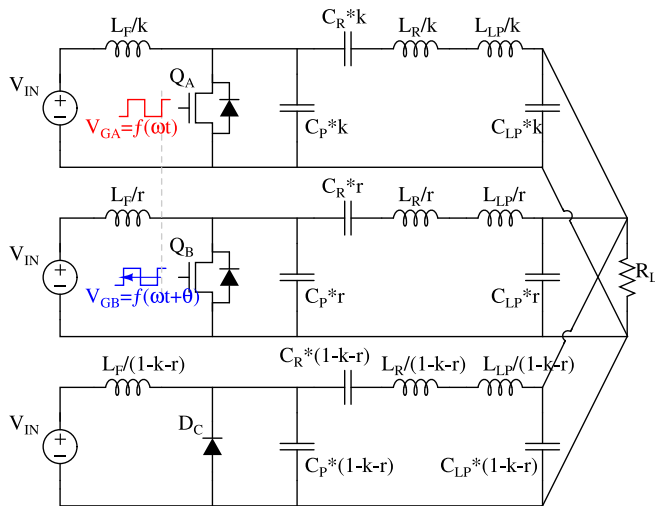 L_F/k
C_R*k
L_R/k
L_LP/k
V_IN
Q_A
V_GA=f(ωt)
C_P*k
C_LP*k
L_F/r
C_R*r
L_R/r
L_LP/r
V_IN
Q_B
V_GB=f(ωt+θ)
C_P*r
C_LP*r
R_L
L_F/(1-k-r)
C_R*(1-k-r)
L_R/(1-k-r)
L_LP/(1-k-r)
V_IN
D_C
C_P*(1-k-r)
C_LP*(1-k-r)